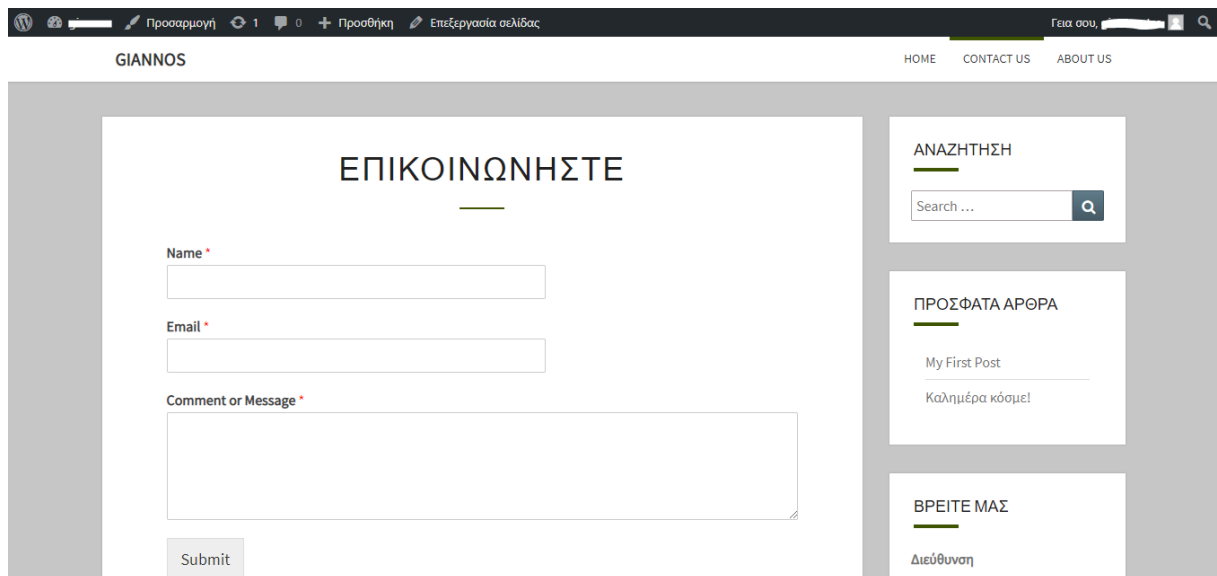 Προσαρμογή 1 0 Προσθήκη Επεξεργασία σελίδας Γεια σου,
GIANNOS HOME CONTACT US ABOUT US
ΕΠΙΚΟΙΝΩΝΗΣΤΕ
Name *
Email *
Comment or Message *
Submit
ΑΝΑΖΗΤΗΣΗ
Search ...
ΠΡΟΣΦΑΤΑ ΑΡΘΡΑ
My First Post
Καλημέρα κόσμε!
ΒΡΕΙΤΕ ΜΑΣ
Διεύθυνση